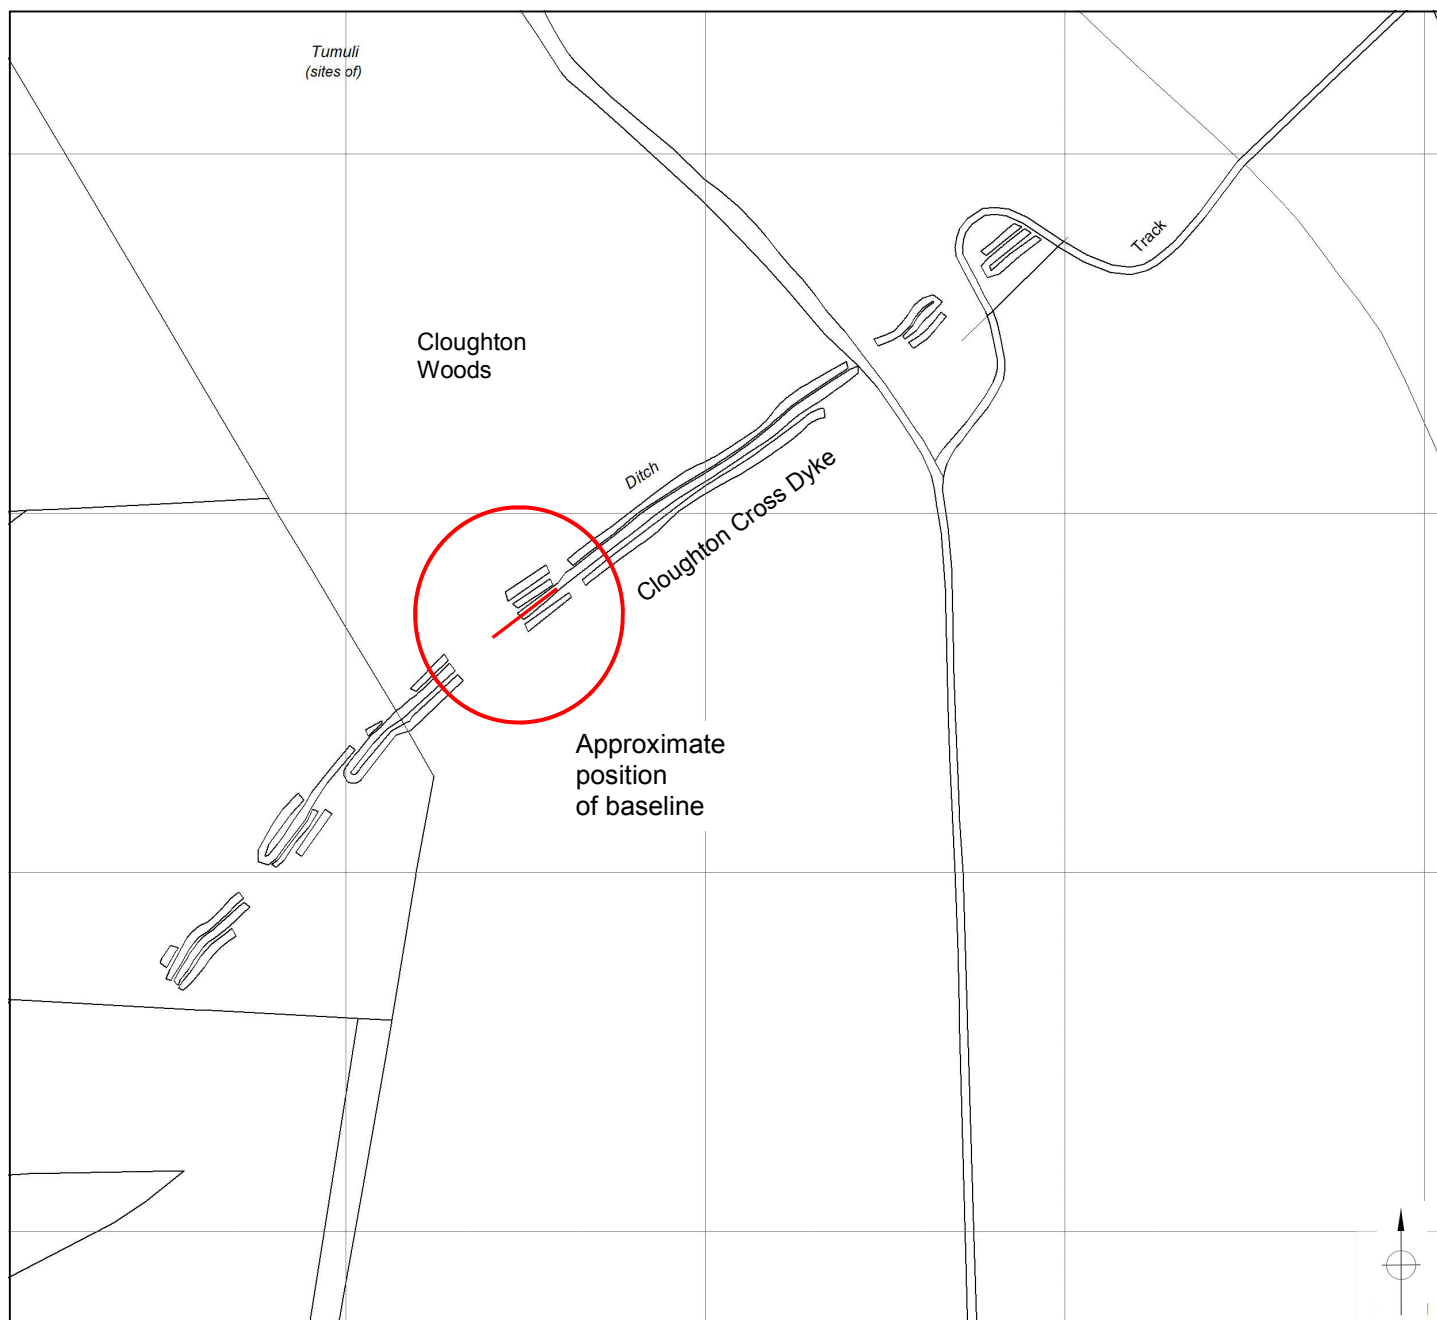 Tumuli
(sites of)
Track
Cloughton
Woods
Ditch
Cloughton Cross Dyke
Approximate
position
of baseline